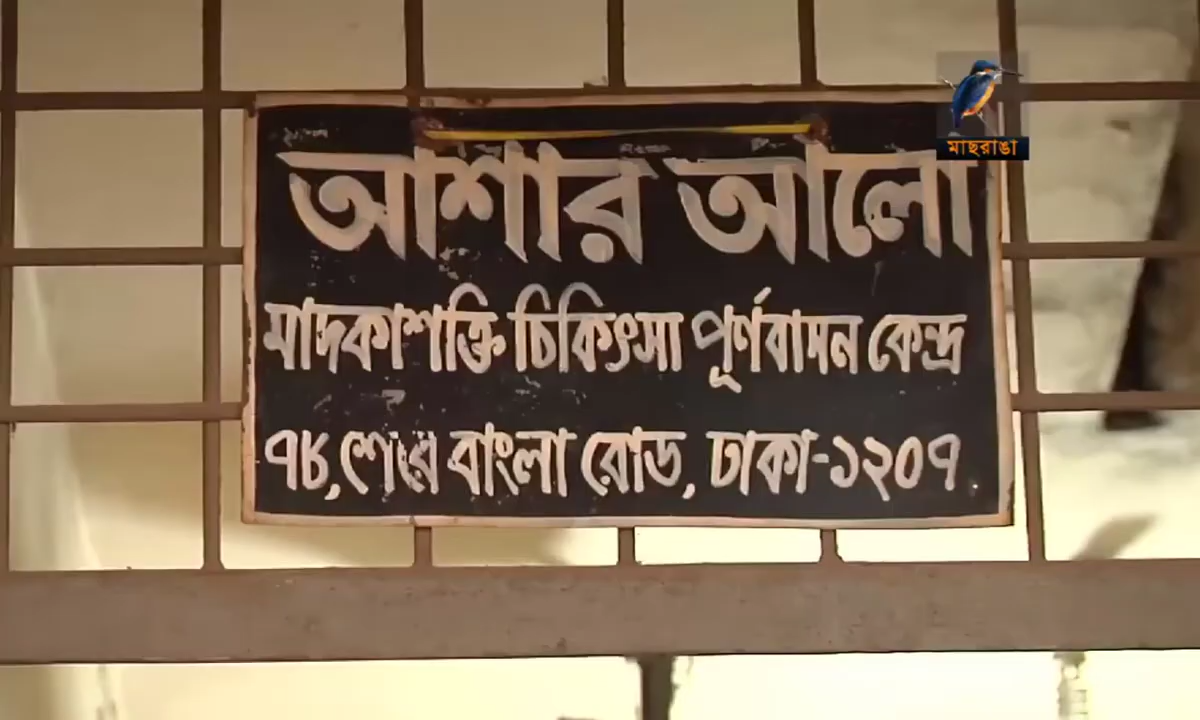 মাছরাঙা
আশার আলো
মাদকাশক্তি চিকিৎসা পূর্ণবাসন কেন্দ্র
৭৮, শেরে বাংলা রোড, ঢাকা-১২০৭